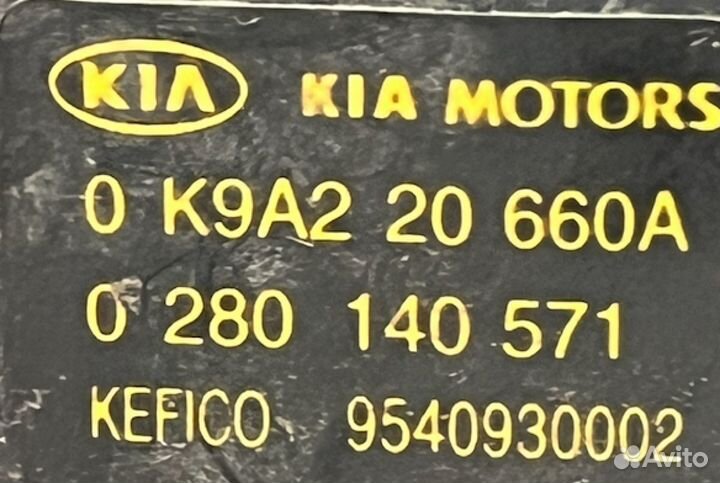 KIA KIA MOTORS
0 K9A2 20 660A
0 280 140 571
KEFICO 9540930002
Avito